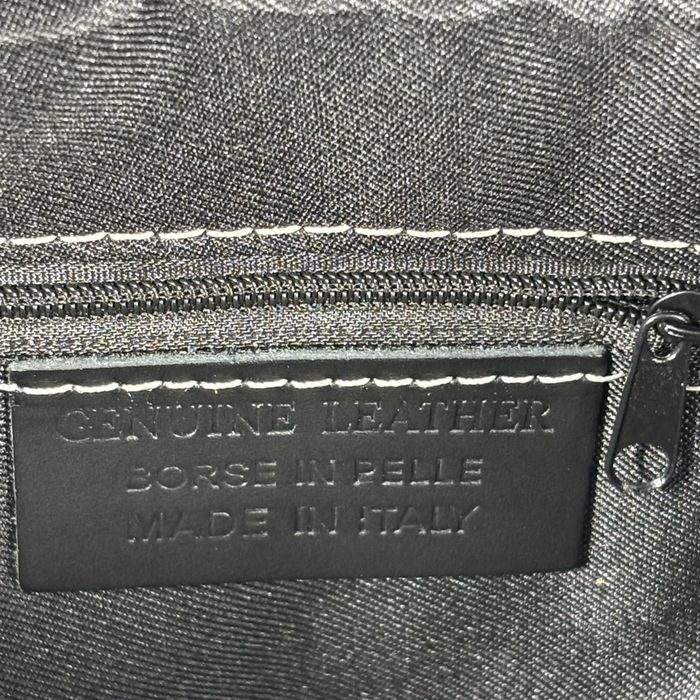 GENUINE LEATHER
BORSE IN PELLE
MADE IN ITALY